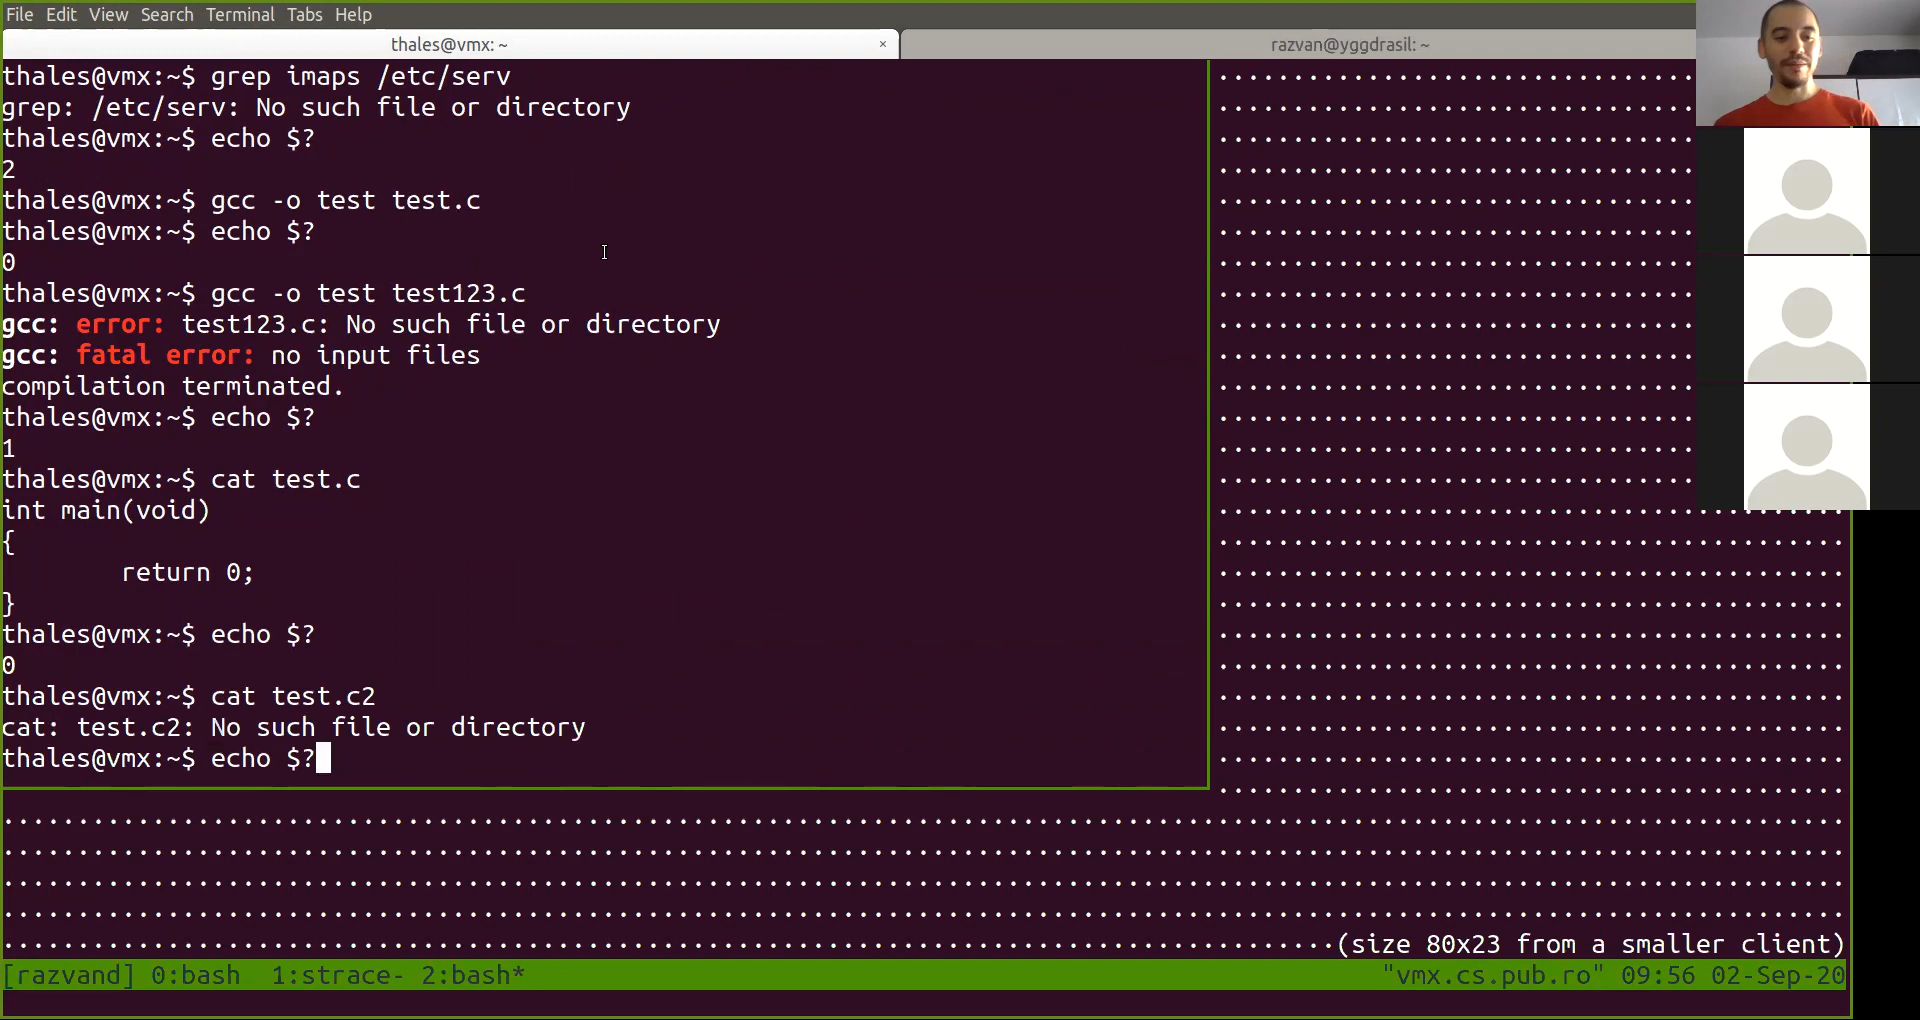 File Edit View Search Terminal Tabs Help
thales@vmx: ~ × razvan@yggdrasil: ~
thales@vmx:~$ grep imaps /etc/serv
grep: /etc/serv: No such file or directory
thales@vmx:~$ echo $?
2
thales@vmx:~$ gcc -o test test.c
thales@vmx:~$ echo $?
0
thales@vmx:~$ gcc -o test test123.c
gcc: error: test123.c: No such file or directory
gcc: fatal error: no input files
compilation terminated.
thales@vmx:~$ echo $?
1
thales@vmx:~$ cat test.c
int main(void)
{
        return 0;
}
thales@vmx:~$ echo $?
0
thales@vmx:~$ cat test.c2
cat: test.c2: No such file or directory
thales@vmx:~$ echo $?
(size 80x23 from a smaller client)
[razvand] 0:bash  1:strace- 2:bash* "vmx.cs.pub.ro" 09:56 02-Sep-20